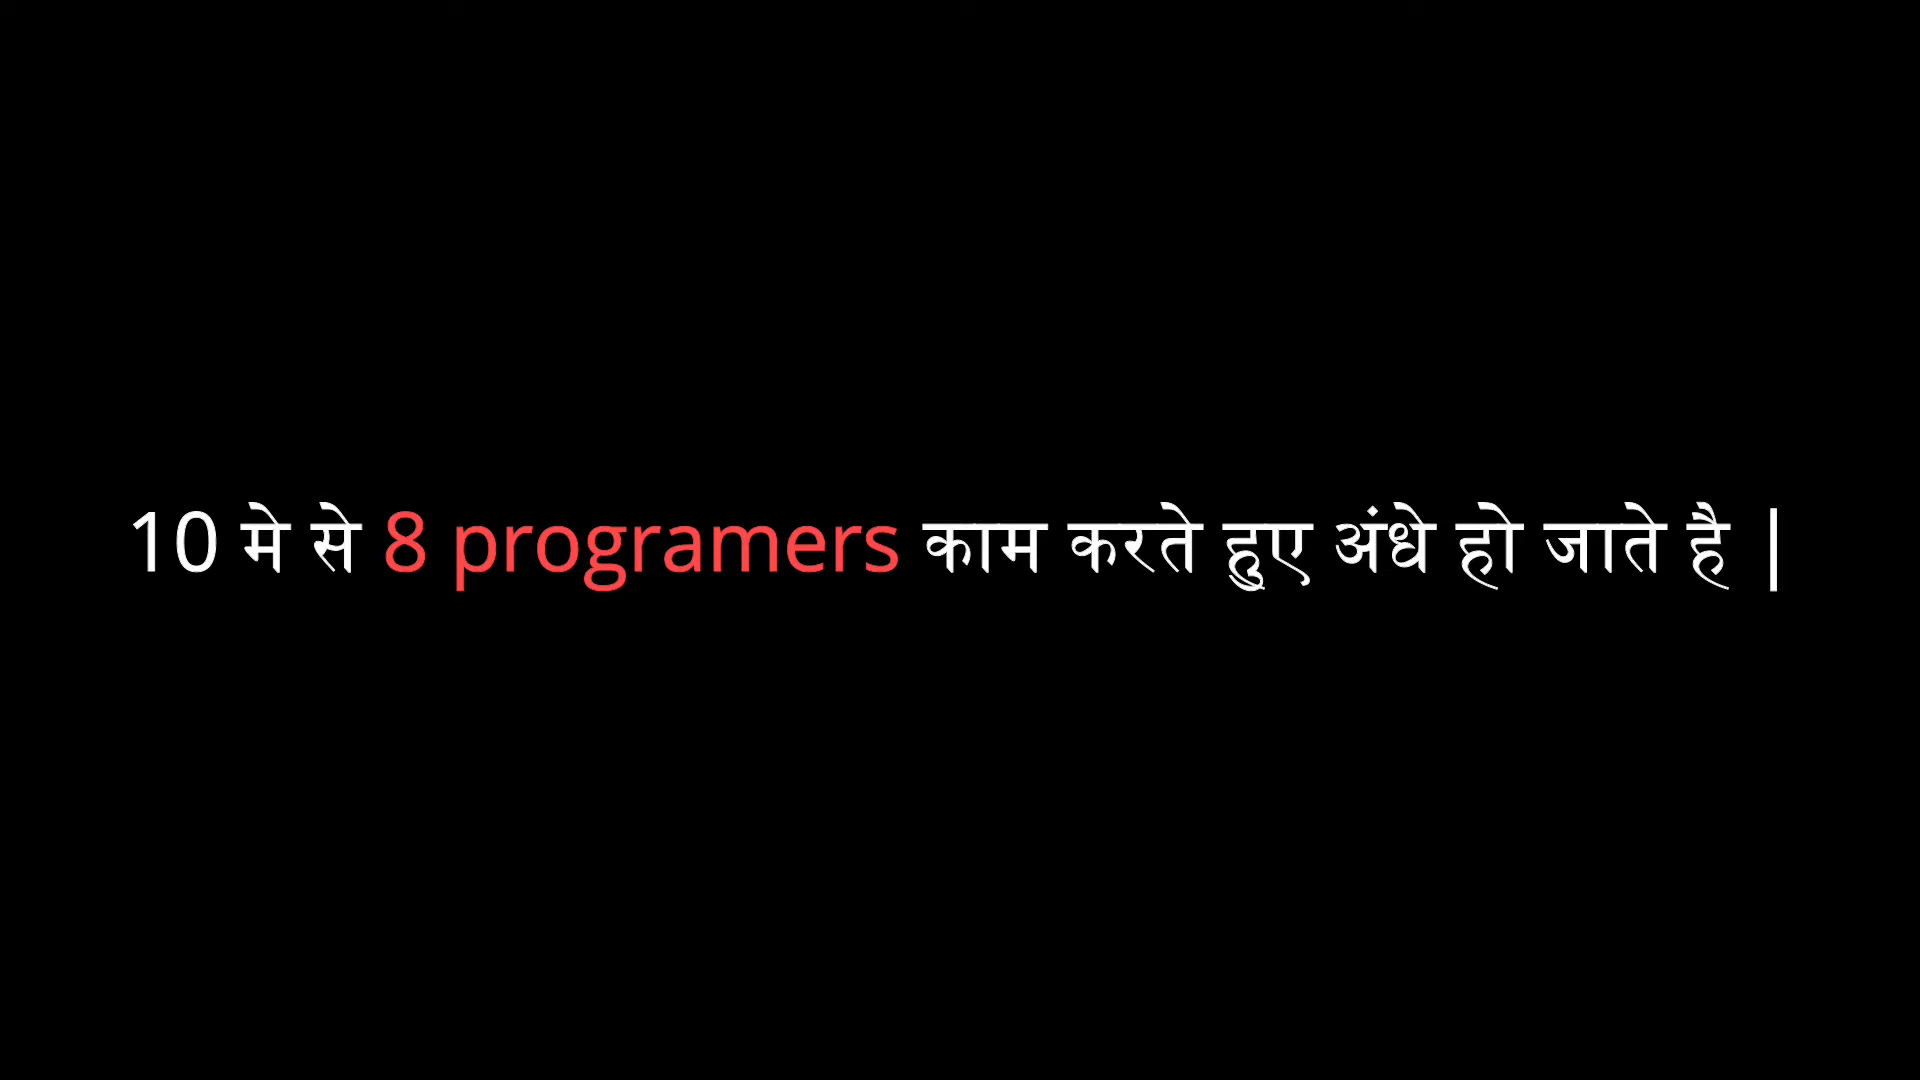 10 मे से 8 programers काम करते हुए अंधे हो जाते है |